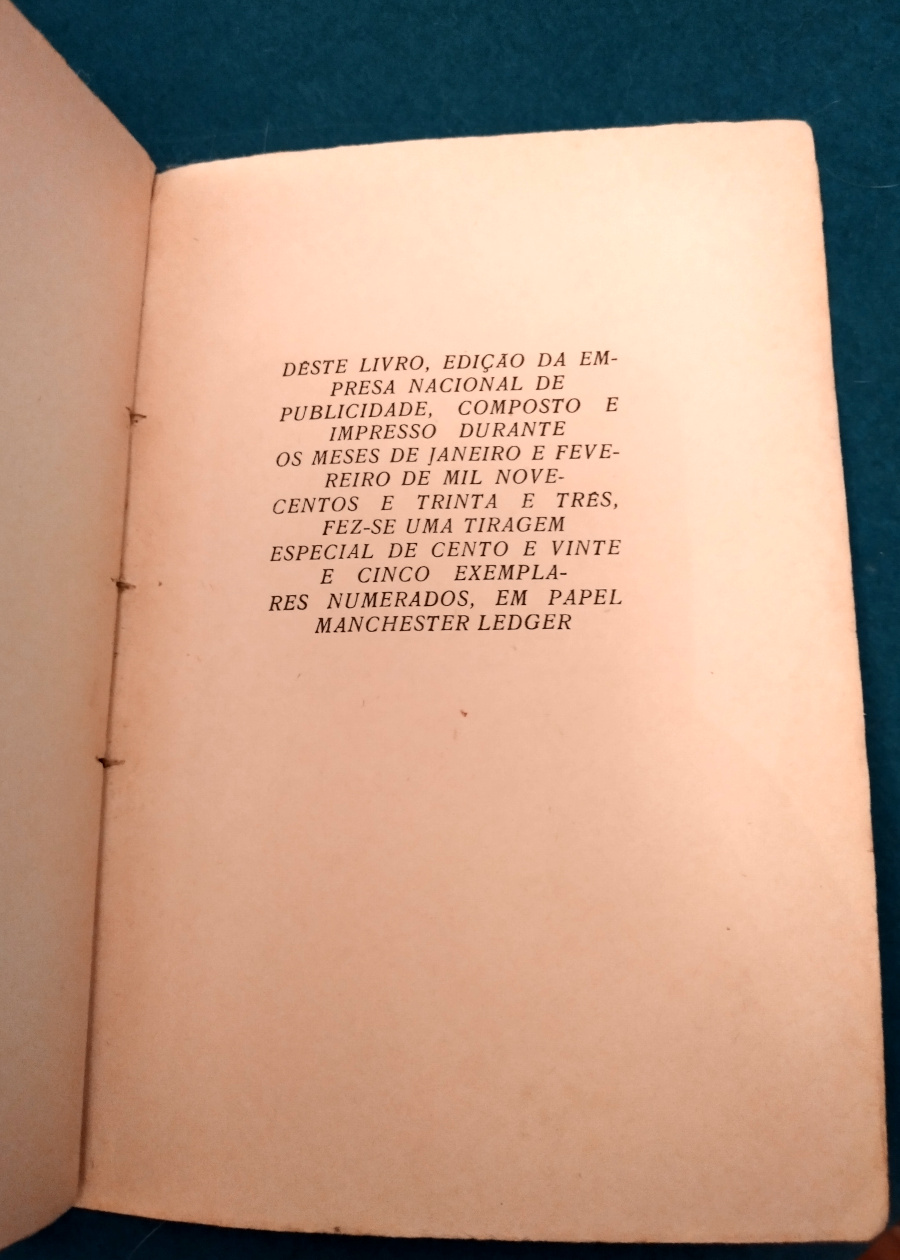 DÊSTE LIVRO, EDIÇÃO DA EM-
PRESA NACIONAL DE
PUBLICIDADE, COMPOSTO E
IMPRESSO DURANTE
OS MESES DE JANEIRO E FEVE-
REIRO DE MIL NOVE-
CENTOS E TRINTA E TRÊS,
FEZ-SE UMA TIRAGEM
ESPECIAL DE CENTO E VINTE
E CINCO EXEMPLA-
RES NUMERADOS, EM PAPEL
MANCHESTER LEDGER